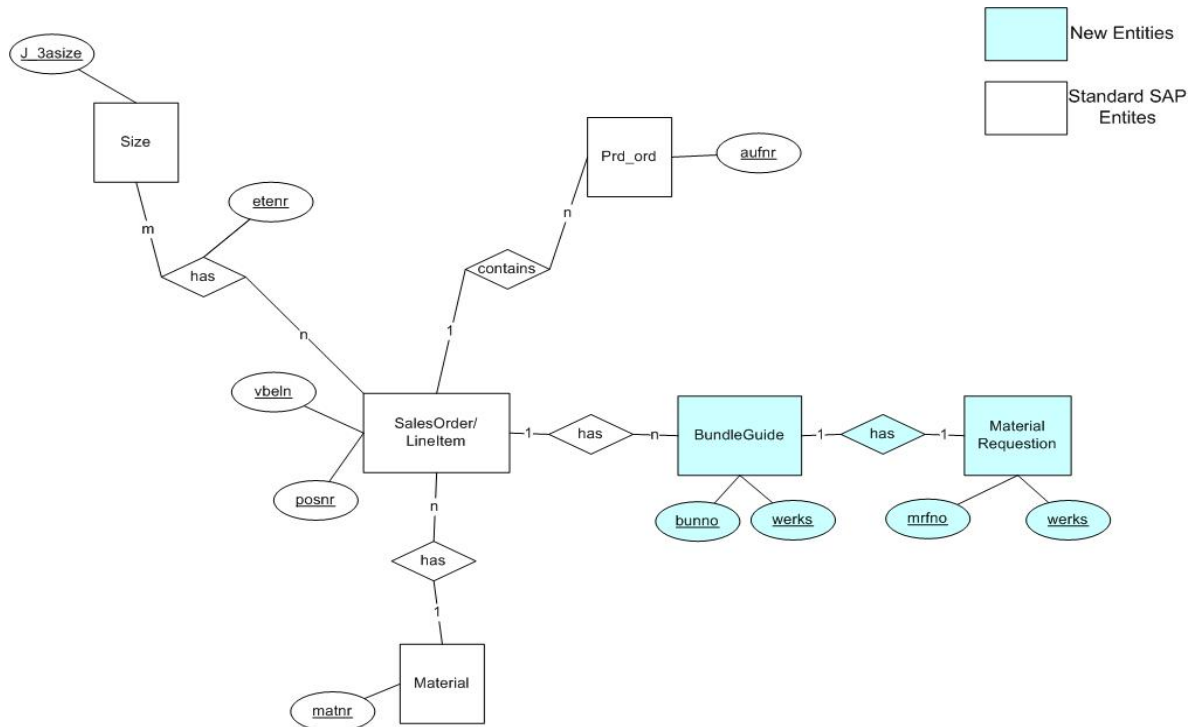 J_3asize
New Entities
Standard SAP
Entites
Size
Prd_ord
aufnr
etenr
m
n
has
contains
1
n
vbeln
SalesOrder/
LineItem
1
has
n
BundleGuide
1
has
1
Material
Requestion
posnr
n
bunno
werks
mrfno
werks
has
1
Material
matnr